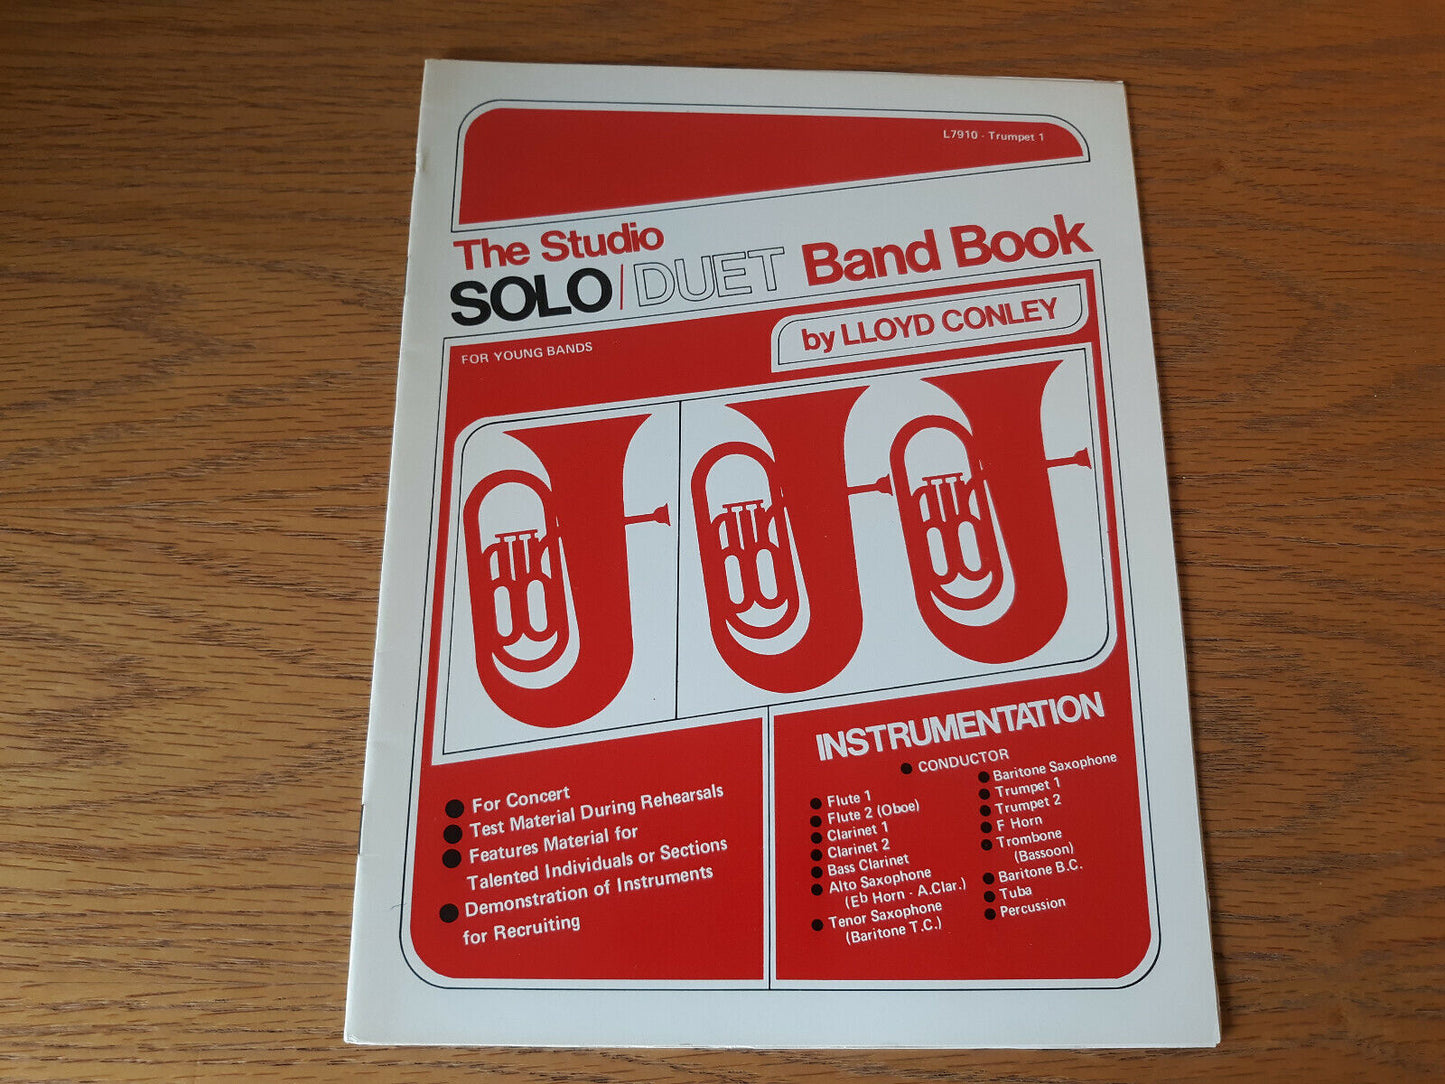 L7910 - Trumpet 1
The Studio
SOLO/DUET Band Book
by LLOYD CONLEY
FOR YOUNG BANDS
● For Concert
● Test Material During Rehearsals
● Features Material for
Talented Individuals or Sections
● Demonstration of Instruments
for Recruiting
INSTRUMENTATION
● CONDUCTOR
● Flute 1
● Flute 2 (Oboe)
● Clarinet 1
● Clarinet 2
● Bass Clarinet
● Alto Saxophone
(Eb Horn - A.Clar.)
● Tenor Saxophone
(Baritone T.C.)
● Baritone Saxophone
● Trumpet 1
● Trumpet 2
● F Horn
● Trombone
(Bassoon)
● Baritone B.C.
● Tuba
● Percussion